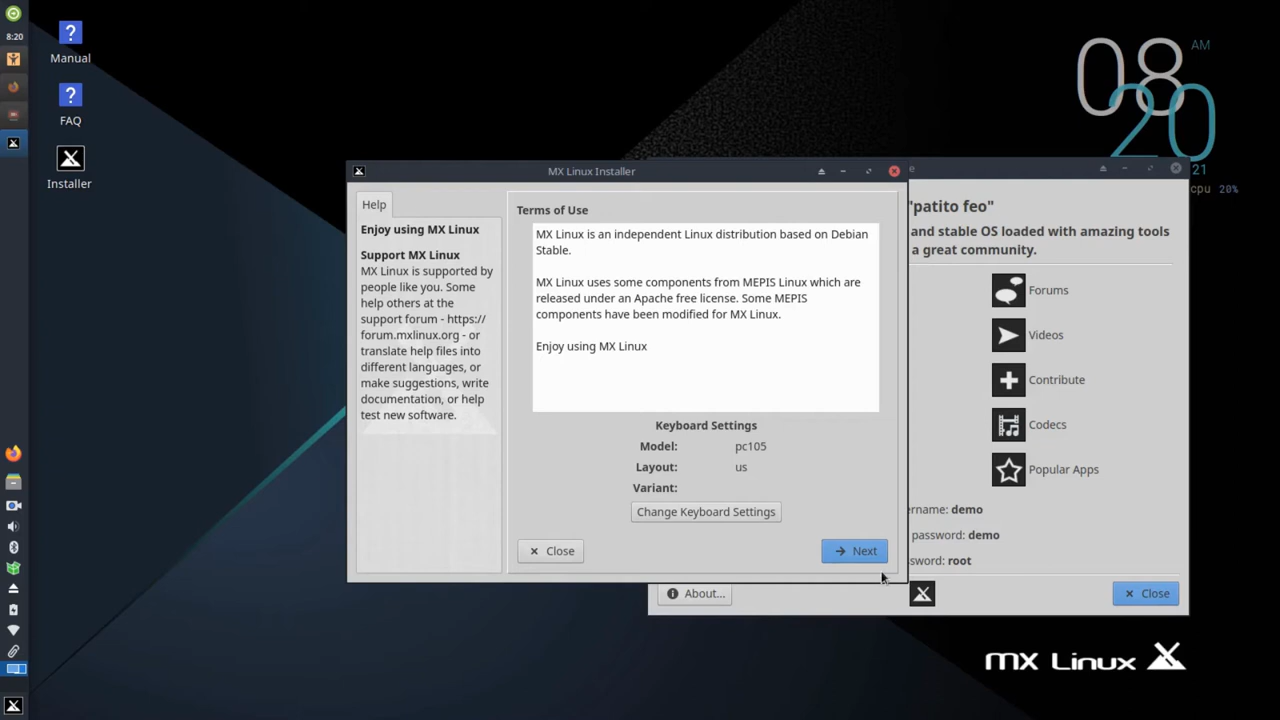 8:20
Manual
FAQ
Installer
08
AM
20
21
cpu 20%
MX Linux Installer
Help
Enjoy using MX Linux
Support MX Linux
MX Linux is supported by
people like you. Some
help others at the
support forum - https://
forum.mxlinux.org - or
translate help files into
different languages, or
make suggestions, write
documentation, or help
test new software.
Terms of Use
MX Linux is an independent Linux distribution based on Debian
Stable.
MX Linux uses some components from MEPIS Linux which are
released under an Apache free license. Some MEPIS
components have been modified for MX Linux.
Enjoy using MX Linux
Keyboard Settings
Model: pc105
Layout: us
Variant:
Change Keyboard Settings
Close
Next
e
"patito feo"
and stable OS loaded with amazing tools
a great community.
Forums
Videos
Contribute
Codecs
Popular Apps
ername: demo
password: demo
sword: root
About...
Close
MX Linux